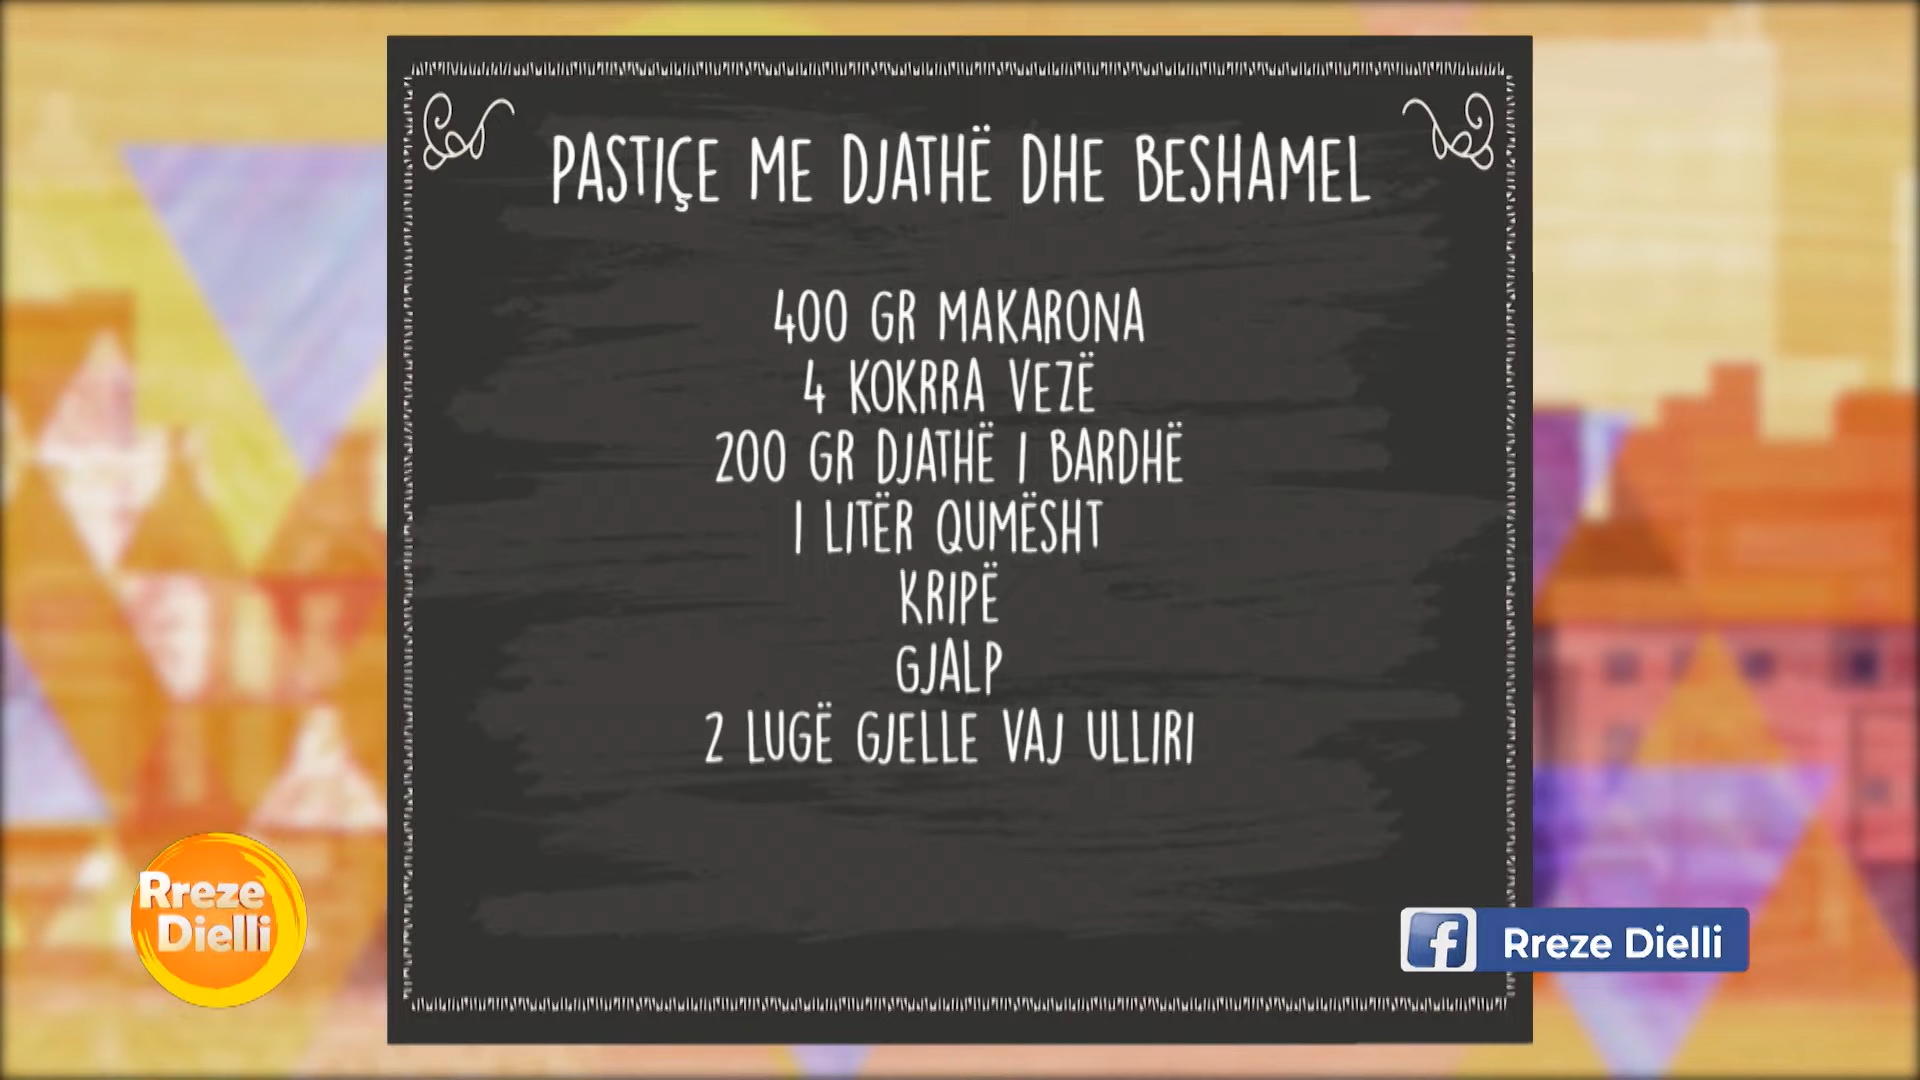 PASTIÇE ME DJATHË DHE BESHAMEL
400 GR MAKARONA
4 KOKRRA VEZË
200 GR DJATHË I BARDHË
1 LITËR QUMËSHT
KRIPË
GJALP
2 LUGË GJELLE VAJ ULLIRI
Rreze
Dielli
f Rreze Dielli